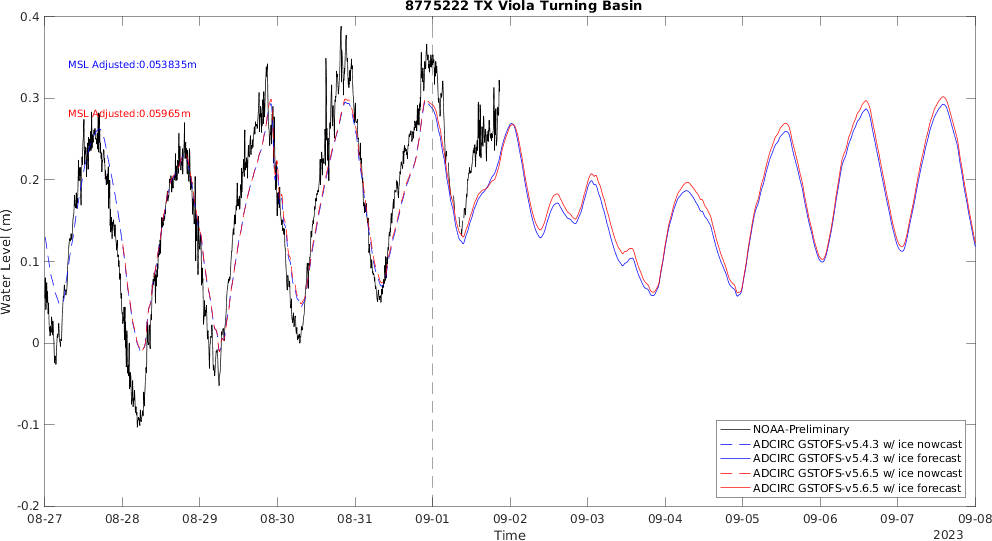 8775222 TX Viola Turning Basin
0.4
MSL Adjusted:0.053835m
0.3
MSL Adjusted:0.05965m
0.2
Water Level (m)
0.1
0
-0.1
-0.2
NOAA-Preliminary
ADCIRC GSTOFS-v5.4.3 w/ ice nowcast
ADCIRC GSTOFS-v5.4.3 w/ ice forecast
ADCIRC GSTOFS-v5.6.5 w/ ice nowcast
ADCIRC GSTOFS-v5.6.5 w/ ice forecast
08-27 08-28 08-29 08-30 08-31 09-01 09-02 09-03 09-04 09-05 09-06 09-07 09-08
Time
2023